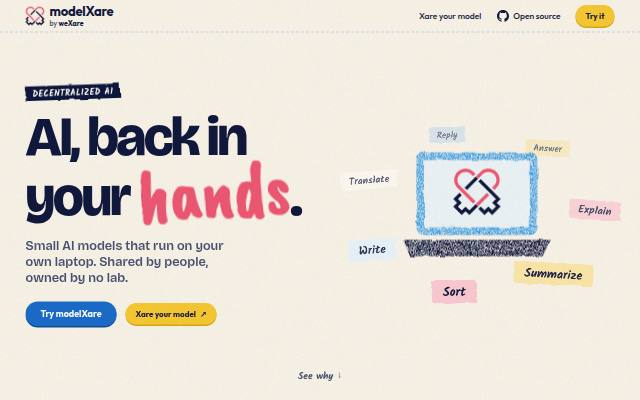 modelXare
by weXare
Xare your model
Open source
Try it
DECENTRALIZED AI
AI, back in
your hands.
Small AI models that run on your
own laptop. Shared by people,
owned by no lab.
Try modelXare
Xare your model ↗
Reply
Answer
Translate
Explain
Write
Summarize
Sort
See why ↓